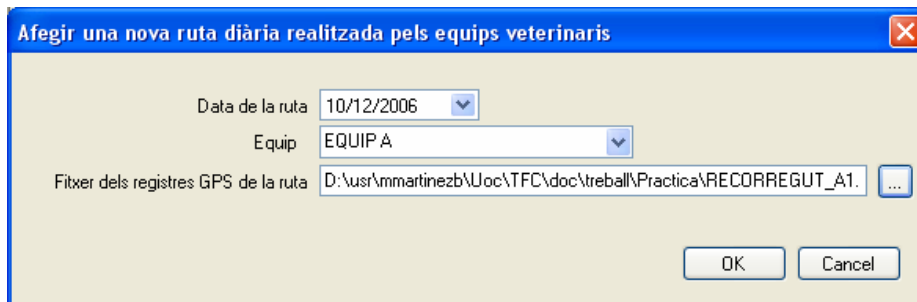 Afegir una nova ruta diària realitzada pels equips veterinaris
Data de la ruta 10/12/2006
Equip EQUIP A
Fitxer dels registres GPS de la ruta D:\usr\mmartinezb\Uoc\TFC\doc\treball\Practica\RECORREGUT_A1. ...
OK Cancel